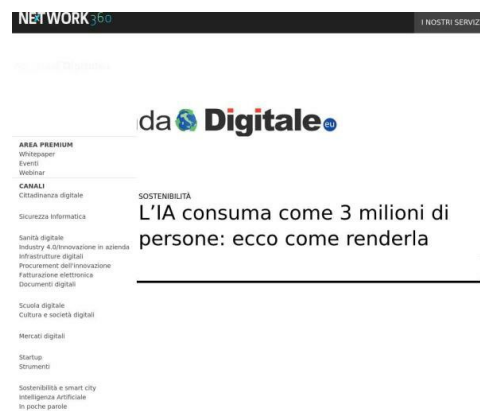 NETWORK 360
I NOSTRI SERVIZ
da Digitale eu
AREA PREMIUM
Whitepaper
Eventi
Webinar
CANALI
Cittadinanza digitale
Sicurezza Informatica
Sanità digitale
Industry 4.0/Innovazione in azienda
Infrastrutture digitali
Procurement dell'innovazione
Fatturazione elettronica
Documenti digitali
Scuola digitale
Cultura e società digitali
Mercati digitali
Startup
Strumenti
Sostenibilità e smart city
Intelligenza Artificiale
In poche parole
SOSTENIBILITÀ
L'IA consuma come 3 milioni di
persone: ecco come renderla